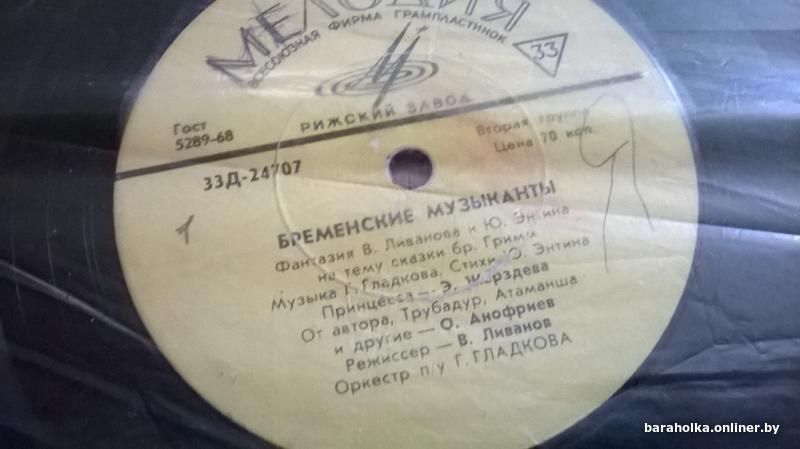 МЕЛОДИЯ
ВСЕСОЮЗНАЯ ФИРМА ГРАМПЛАСТИНОК
33
РИЖСКИЙ ЗАВОД
Гост
5289-68
Вторая группа
Цена 70 коп.
33Д-24707
БРЕМЕНСКИЕ МУЗЫКАНТЫ
Фантазия В. Ливанова и Ю. Энтина
на тему сказки бр. Гримм
Музыка Г. Гладкова, Стихи Ю. Энтина
Принцесса — Э. Жерздева
От автора, Трубадур, Атаманша
и другие — О. Анофриев
Режиссер — В. Ливанов
Оркестр п/у Г. ГЛАДКОВА
baraholka.onliner.by